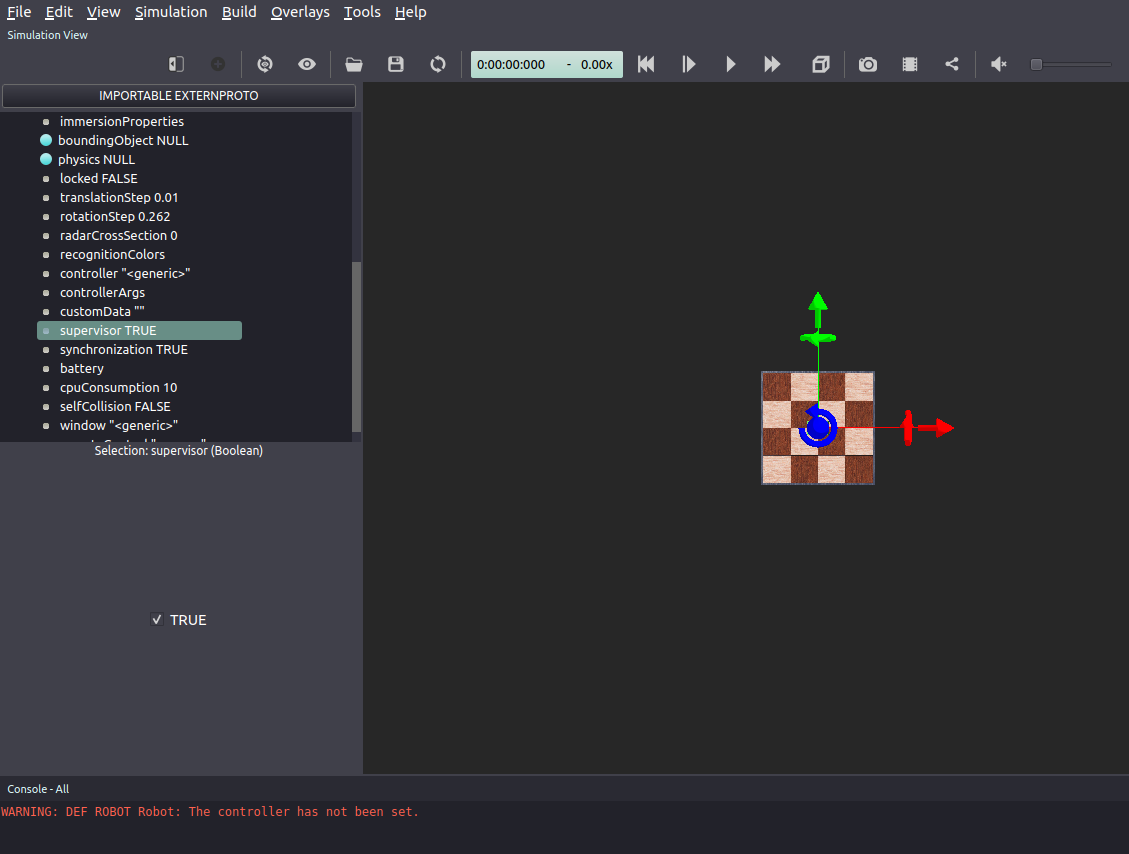 File Edit View Simulation Build Overlays Tools Help
Simulation View
0:00:00:000 - 0.00x
IMPORTABLE EXTERNPROTO
immersionProperties
boundingObject NULL
physics NULL
locked FALSE
translationStep 0.01
rotationStep 0.262
radarCrossSection 0
recognitionColors
controller "<generic>"
controllerArgs
customData ""
supervisor TRUE
synchronization TRUE
battery
cpuConsumption 10
selfCollision FALSE
window "<generic>"
Selection: supervisor (Boolean)
TRUE
Console - All
WARNING: DEF ROBOT Robot: The controller has not been set.